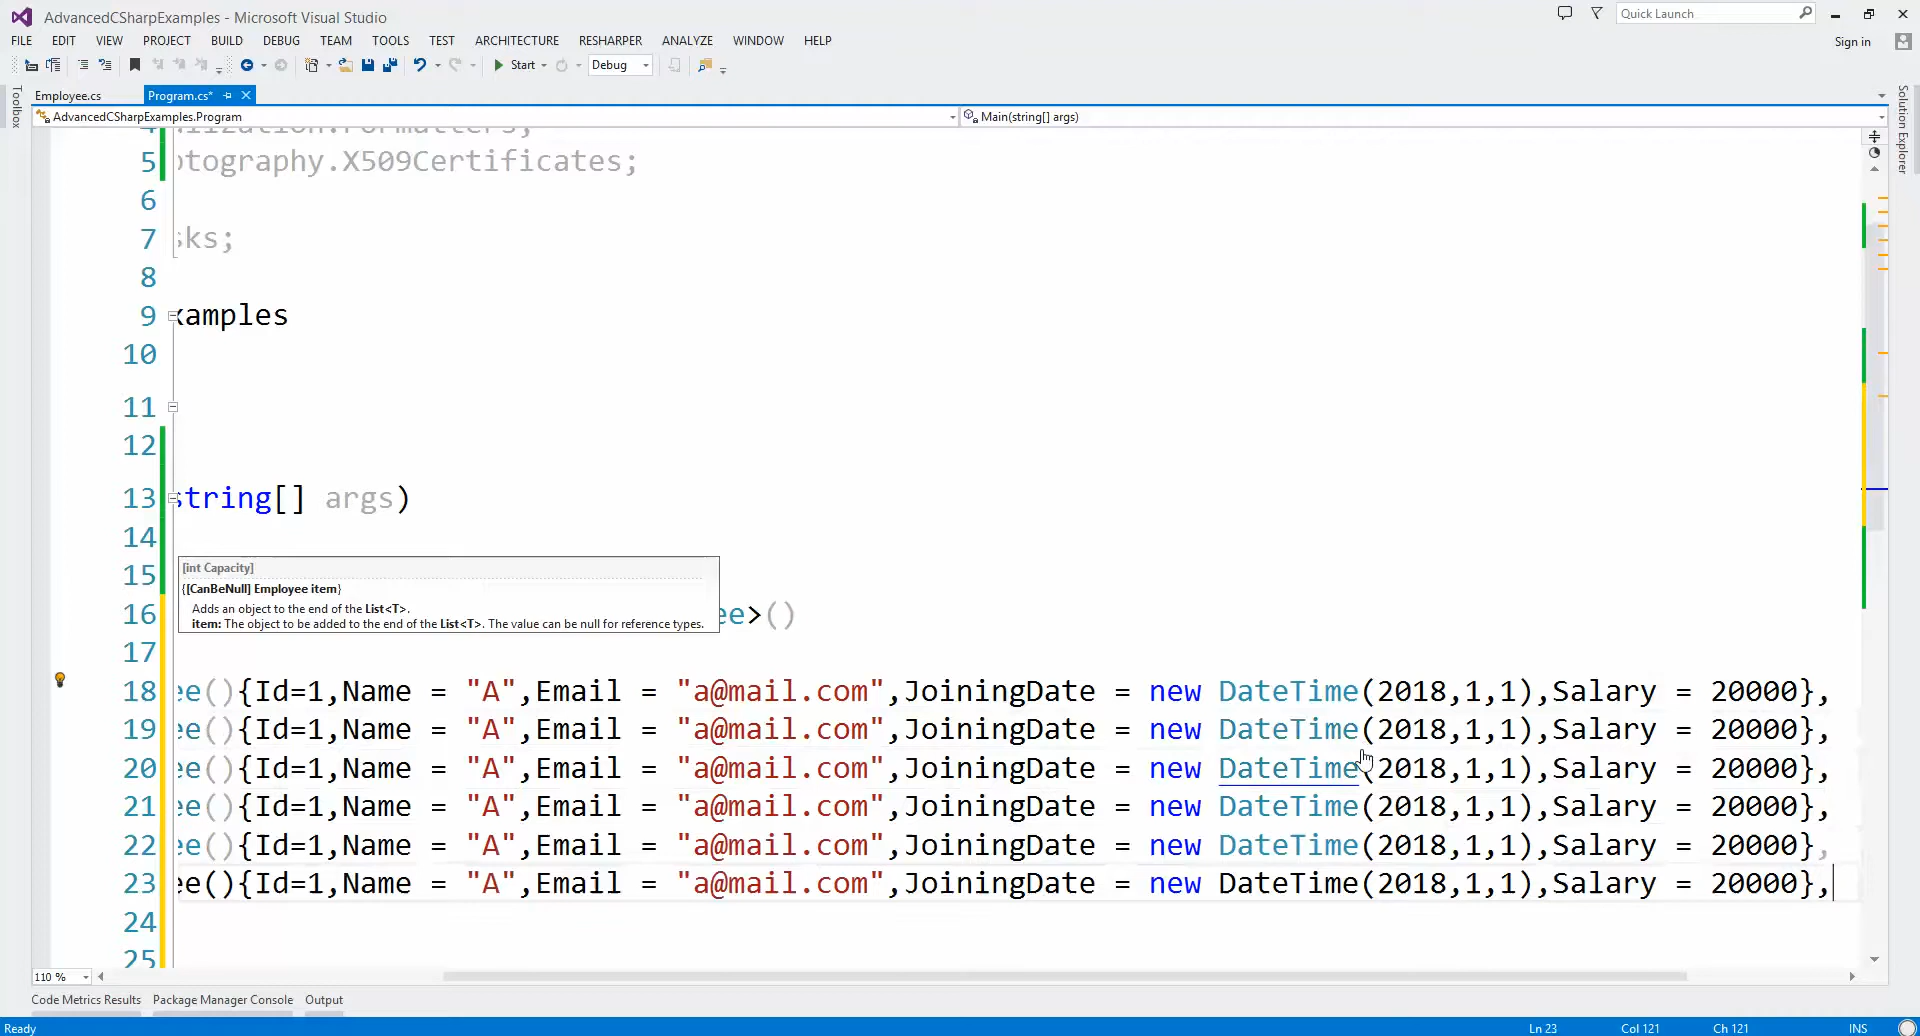 AdvancedCSharpExamples - Microsoft Visual Studio
Quick Launch
FILE EDIT VIEW PROJECT BUILD DEBUG TEAM TOOLS TEST ARCHITECTURE RESHARPER ANALYZE WINDOW HELP
Sign in
Start Debug
Toolbox
Employee.cs Program.cs*
Solution Explorer
AdvancedCSharpExamples.Program Main(string[] args)
4 lization.Formatters;
5 ptography.X509Certificates;
6
7 sks;
8
9 xamples
10
11
12
13 string[] args)
14
15
[int Capacity]
{[CanBeNull] Employee item}
Adds an object to the end of the List<T>.
item: The object to be added to the end of the List<T>. The value can be null for reference types.
16 ee>()
17
18 ee(){Id=1,Name = "A",Email = "a@mail.com",JoiningDate = new DateTime(2018,1,1),Salary = 20000},
19 ee(){Id=1,Name = "A",Email = "a@mail.com",JoiningDate = new DateTime(2018,1,1),Salary = 20000},
20 ee(){Id=1,Name = "A",Email = "a@mail.com",JoiningDate = new DateTime(2018,1,1),Salary = 20000},
21 ee(){Id=1,Name = "A",Email = "a@mail.com",JoiningDate = new DateTime(2018,1,1),Salary = 20000},
22 ee(){Id=1,Name = "A",Email = "a@mail.com",JoiningDate = new DateTime(2018,1,1),Salary = 20000},
23 ee(){Id=1,Name = "A",Email = "a@mail.com",JoiningDate = new DateTime(2018,1,1),Salary = 20000},
24
25
110 %
Code Metrics Results Package Manager Console Output
Ready Ln 23 Col 121 Ch 121 INS